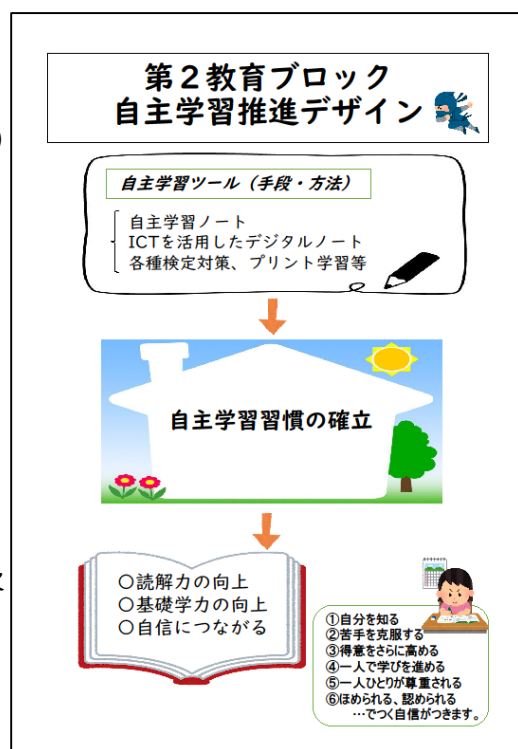 第２教育ブロック
自主学習推進デザイン
自主学習ツール（手段・方法）
自主学習ノート
ICTを活用したデジタルノート
各種検定対策、プリント学習等
自主学習習慣の確立
○読解力の向上
○基礎学力の向上
○自信につながる
①自分を知る
②苦手を克服する
③得意をさらに高める
④一人で学びを進める
⑤一人ひとりが尊重される
⑥ほめられる、認められる
…でつく自信がつきます。